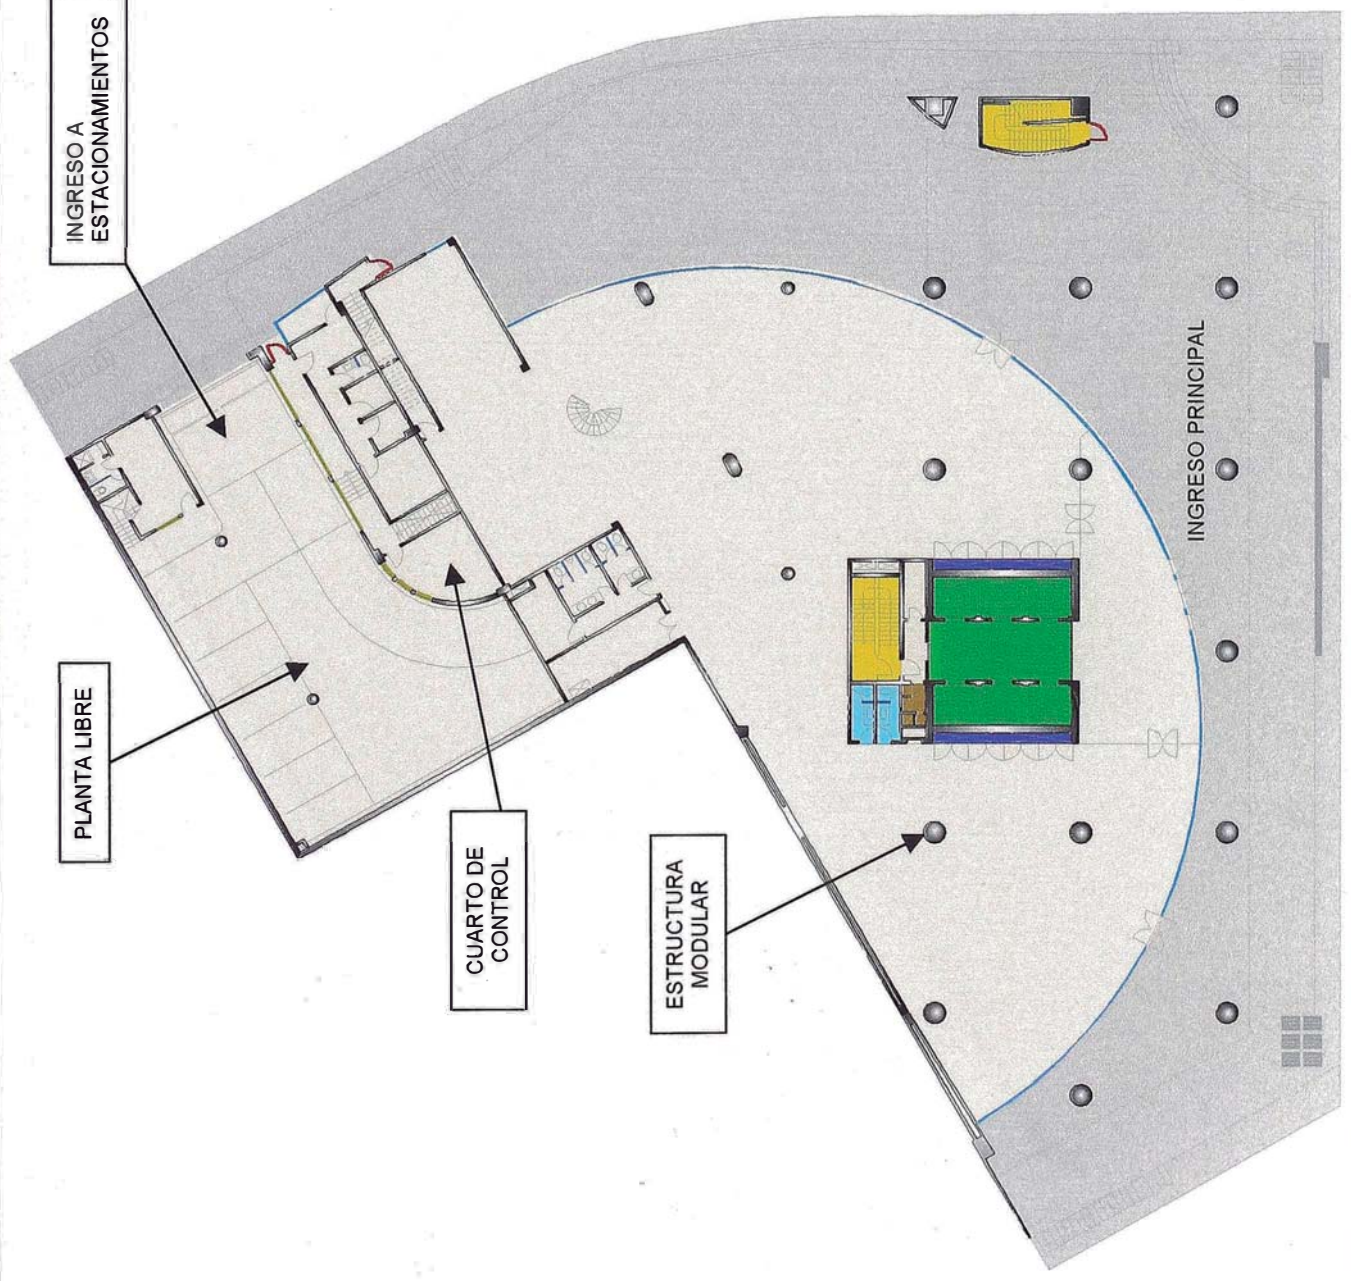 INGRESO A
ESTACIONAMIENTOS
PLANTA LIBRE
CUARTO DE
CONTROL
ESTRUCTURA
MODULAR
INGRESO PRINCIPAL